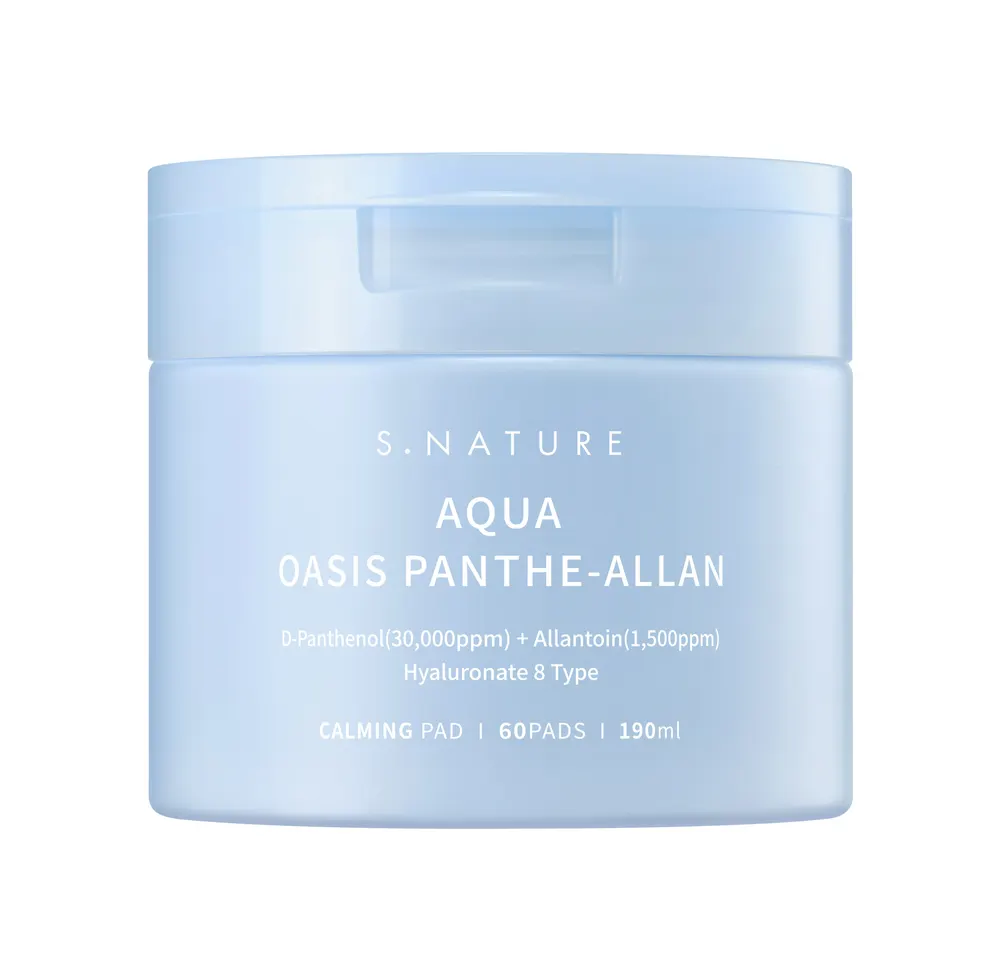 S.NATURE
AQUA
OASIS PANTHE-ALLAN
D-Panthenol(30,000ppm) + Allantoin(1,500ppm)
Hyaluronate 8 Type
CALMING PAD | 60PADS | 190ml